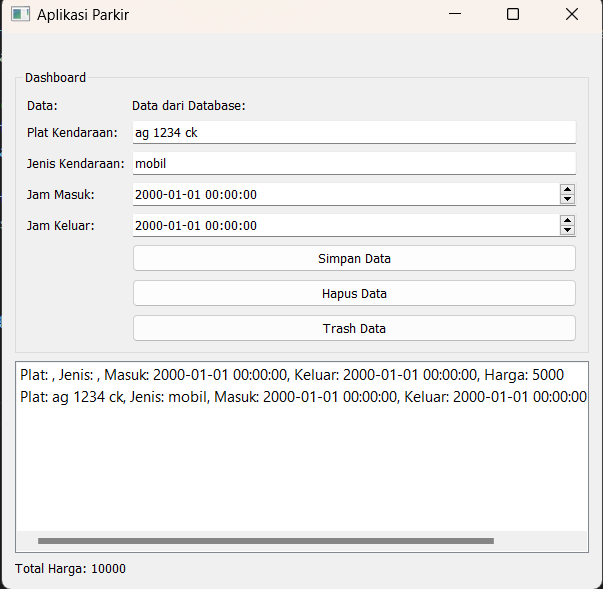 Aplikasi Parkir
Dashboard
Data: Data dari Database:
Plat Kendaraan: ag 1234 ck
Jenis Kendaraan: mobil
Jam Masuk: 2000-01-01 00:00:00
Jam Keluar: 2000-01-01 00:00:00
Simpan Data
Hapus Data
Trash Data
Plat: , Jenis: , Masuk: 2000-01-01 00:00:00, Keluar: 2000-01-01 00:00:00, Harga: 5000
Plat: ag 1234 ck, Jenis: mobil, Masuk: 2000-01-01 00:00:00, Keluar: 2000-01-01 00:00:00
Total Harga: 10000